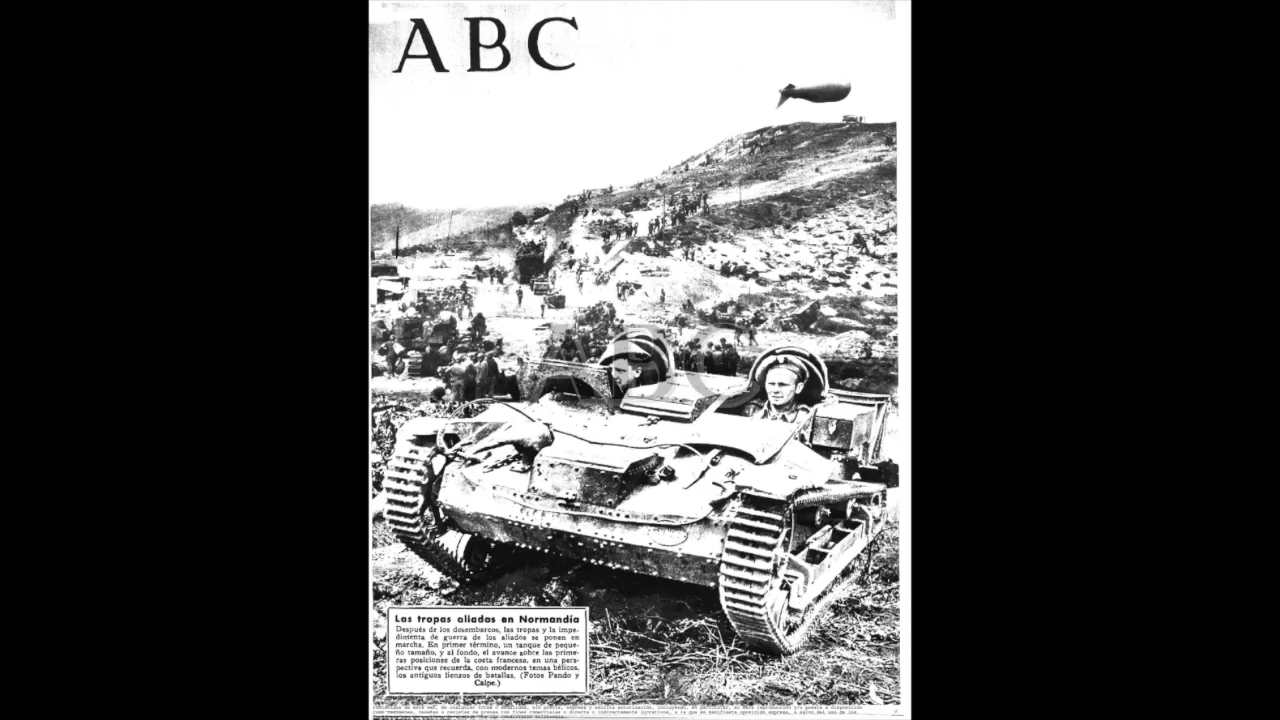 ABC
ABC
Las tropas aliadas en Normandía
Después de los desembarcos, las tropas y la impe-
dimenta de guerra de los aliados se ponen en
marcha. En primer término, un tanque de peque-
ño tamaño, y al fondo, el avance sobre las prime-
ras posiciones de la costa francesa, en una pers-
pectiva que recuerda, con modernos temas bélicos,
los antiguos lienzos de batallas. (Fotos Pando y
Calpe.)